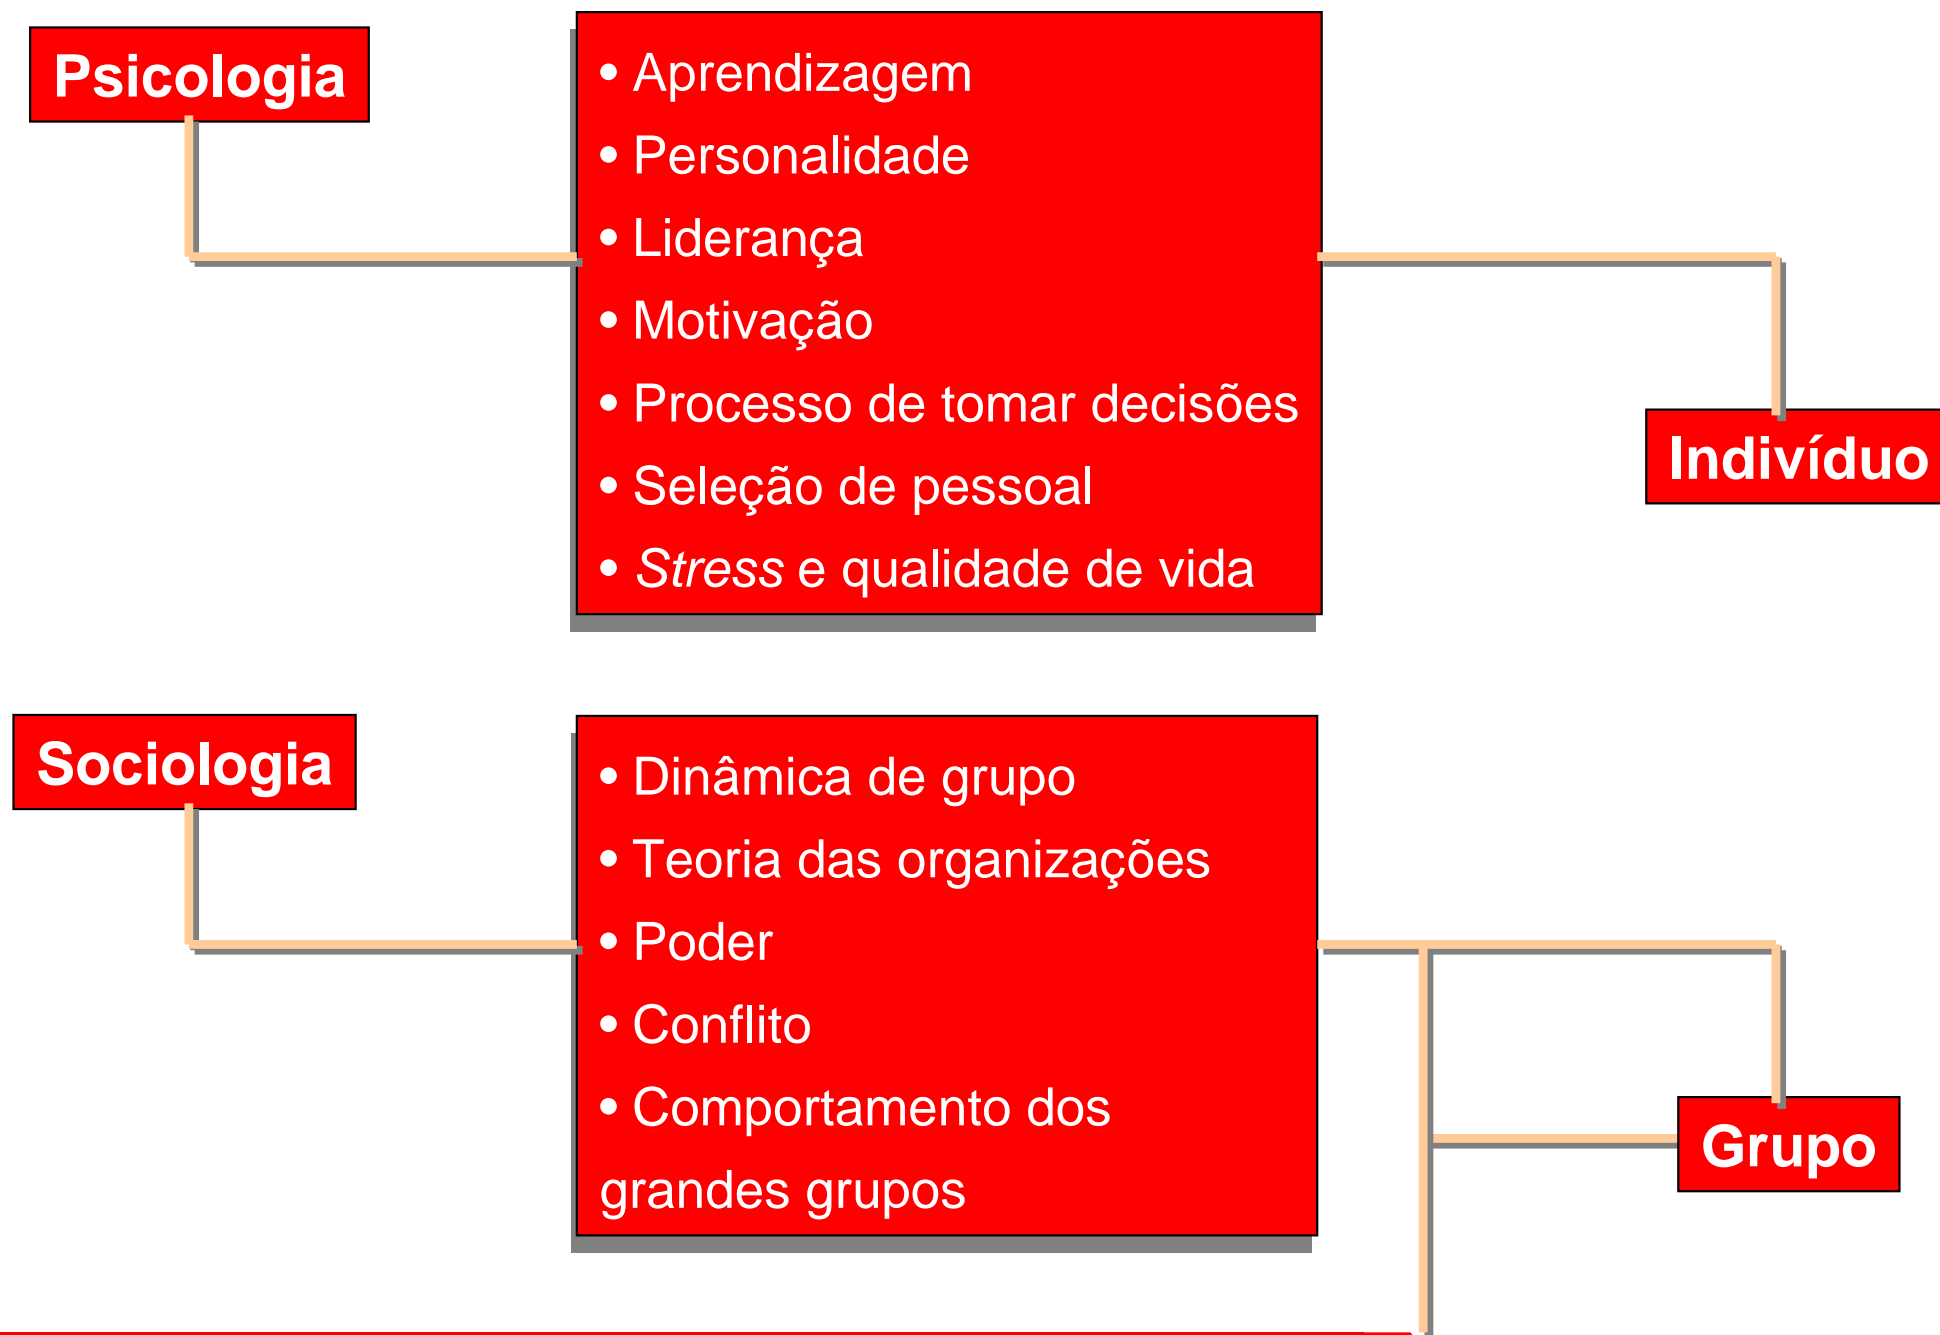 Psicologia
• Aprendizagem
• Personalidade
• Liderança
• Motivação
• Processo de tomar decisões
• Seleção de pessoal
• Stress e qualidade de vida
Indivíduo
Sociologia
• Dinâmica de grupo
• Teoria das organizações
• Poder
• Conflito
• Comportamento dos
grandes grupos
Grupo